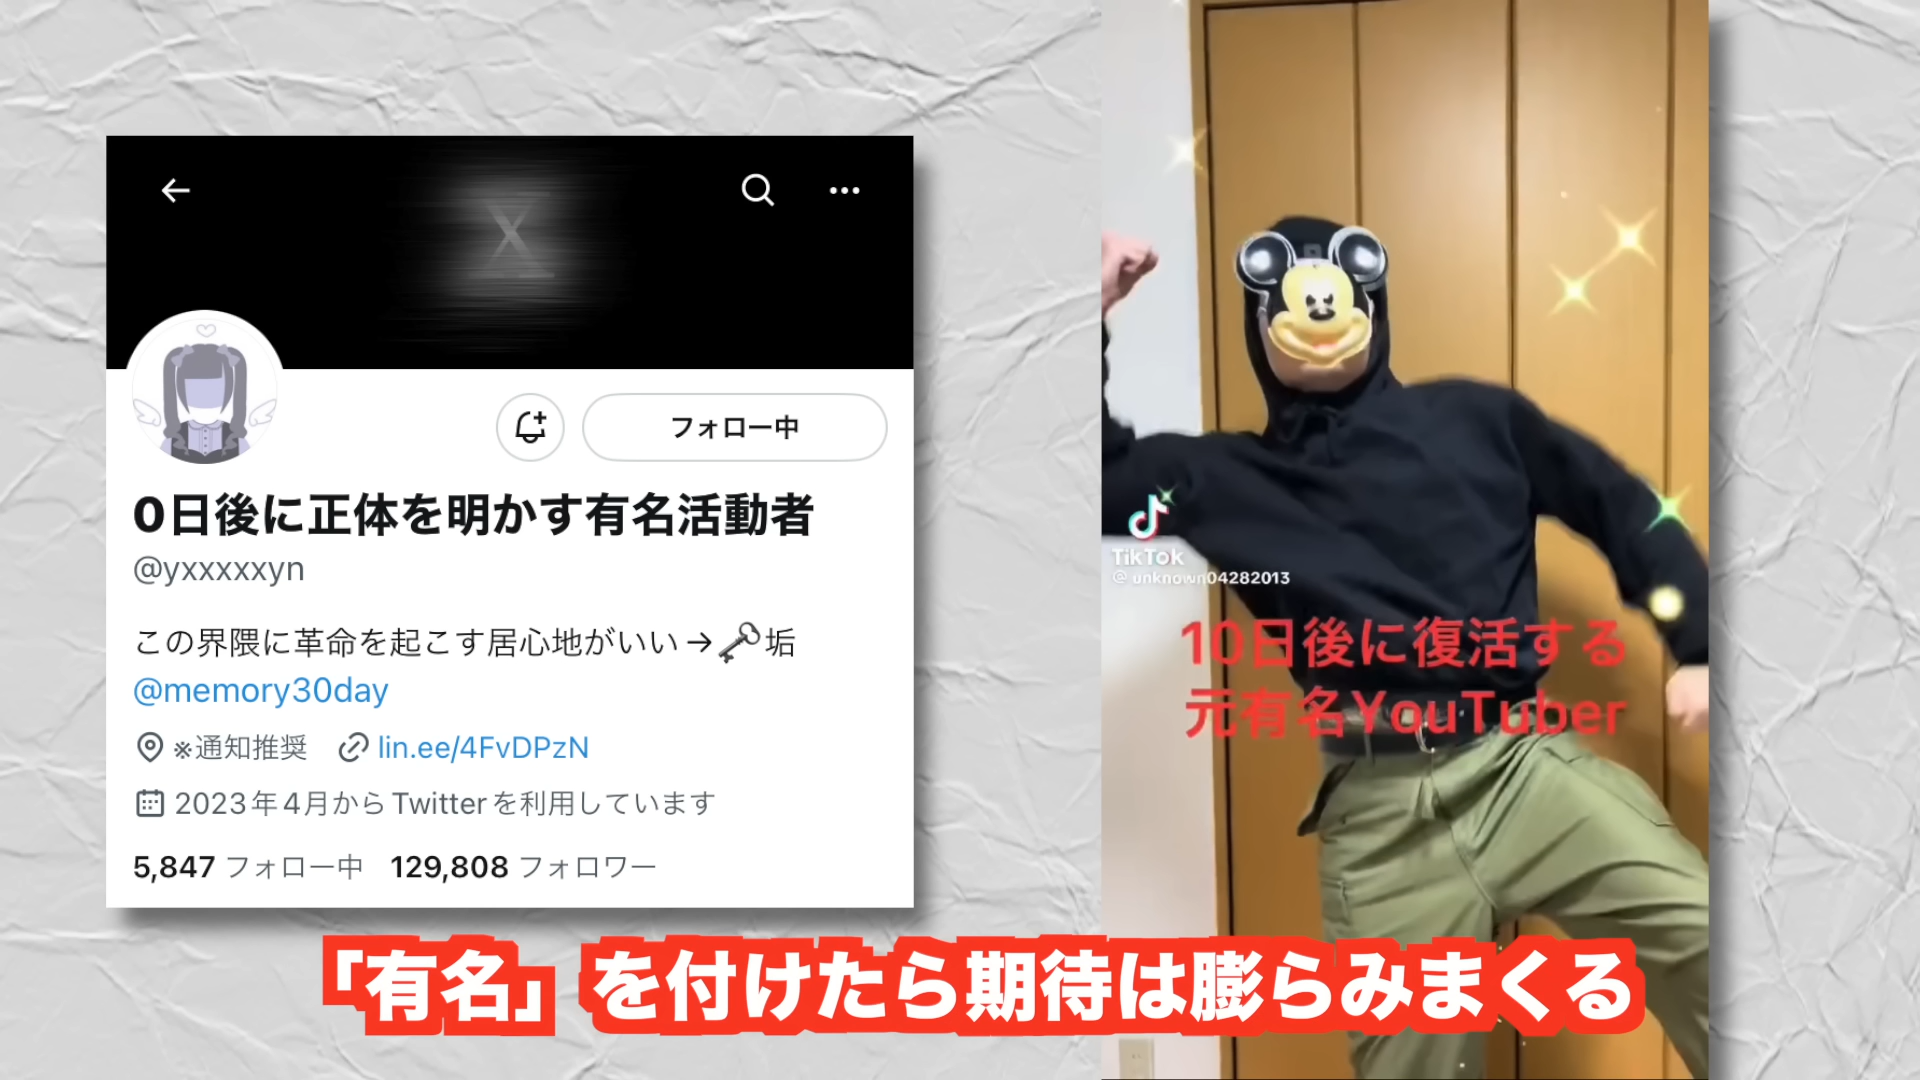 X
0日後に正体を明かす有名活動者
@yxxxxxyn
フォロー中
この界隈に革命を起こす居心地がいい→🗝️垢
@memory30day
※通知推奨 lin.ee/4FvDPzN
2023年4月からTwitterを利用しています
5,847 フォロー中 129,808 フォロワー
TikTok
@unknown04282013
10日後に復活する
元有名YouTuber
「有名」を付けたら期待は膨らみまくる